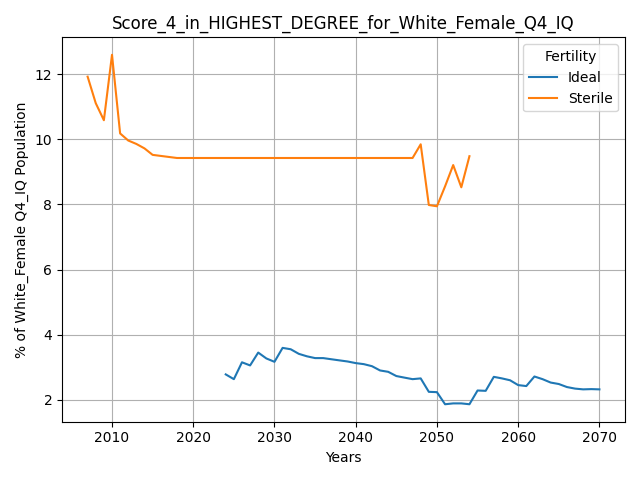 Score_4_in_HIGHEST_DEGREE_for_White_Female_Q4_IQ
% of White_Female Q4_IQ Population
12
10
8
6
4
2
Fertility
Ideal
Sterile
2010 2020 2030 2040 2050 2060 2070
Years